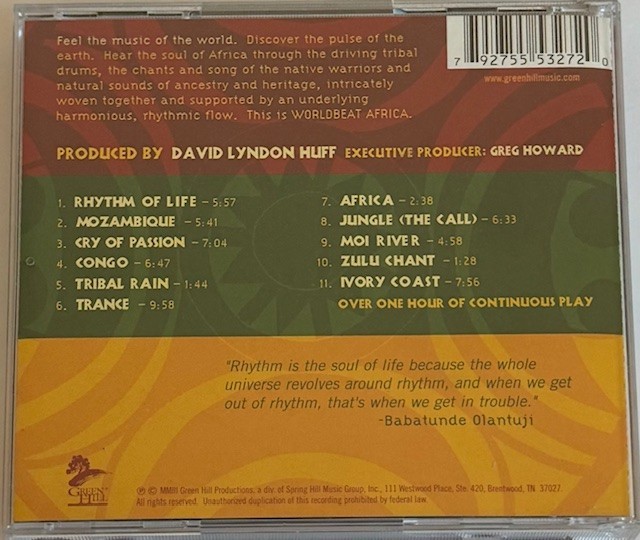 Feel the music of the world. Discover the pulse of the
earth. Hear the soul of Africa through the driving tribal
drums, the chants and song of the native warriors and
natural sounds of ancestry and heritage, intricately
woven together and supported by an underlying
harmonious, rhythmic flow. This is WORLDBEAT AFRICA.
7 92755 53272 0
www.greenhillmusic.com
PRODUCED BY DAVID LYNDON HUFF EXECUTIVE PRODUCER: GREG HOWARD
1. RHYTHM OF LIFE – 5:57
2. MOZAMBIQUE – 5:41
3. CRY OF PASSION – 7:04
4. CONGO – 6:47
5. TRIBAL RAIN – 1:44
6. TRANCE – 9:58
7. AFRICA – 2:38
8. JUNGLE (THE CALL) – 6:33
9. MOI RIVER – 4:58
10. ZULU CHANT – 1:28
11. IVORY COAST – 7:56
OVER ONE HOUR OF CONTINUOUS PLAY
"Rhythm is the soul of life because the whole
universe revolves around rhythm, and when we get
out of rhythm, that's when we get in trouble."
-Babatunde Olantuji
GREEN HILL
℗ © MMIII Green Hill Productions, a div. of Spring Hill Music Group, Inc., 111 Westwood Place, Ste. 420, Brentwood, TN 37027
All rights reserved. Unauthorized duplication of this recording prohibited by federal law.